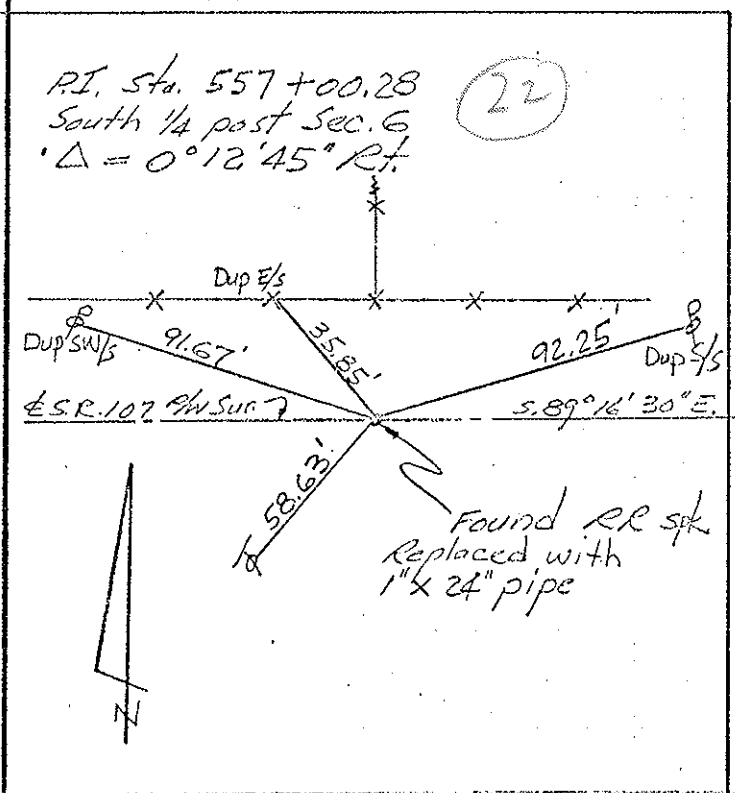 P.I. Sta. 557+00.28
22
South 1/4 post Sec. 6
Δ = 0°12'45" Rt.
Dup E/S
Dup SW/S
91.67'
35.85'
92.25'
Dup S/S
℄ S.R. 107 R/W Sur.
S.89°16'30"E.
58.63'
Found RR spk
Replaced with
1" X 24" pipe
N